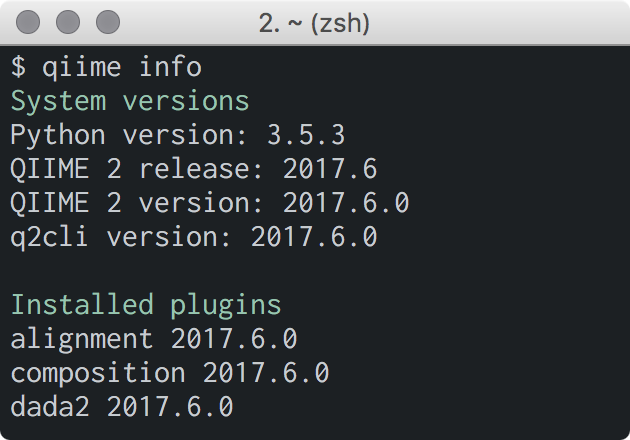 2. ~ (zsh)
$ qiime info
System versions
Python version: 3.5.3
QIIME 2 release: 2017.6
QIIME 2 version: 2017.6.0
q2cli version: 2017.6.0
Installed plugins
alignment 2017.6.0
composition 2017.6.0
dada2 2017.6.0